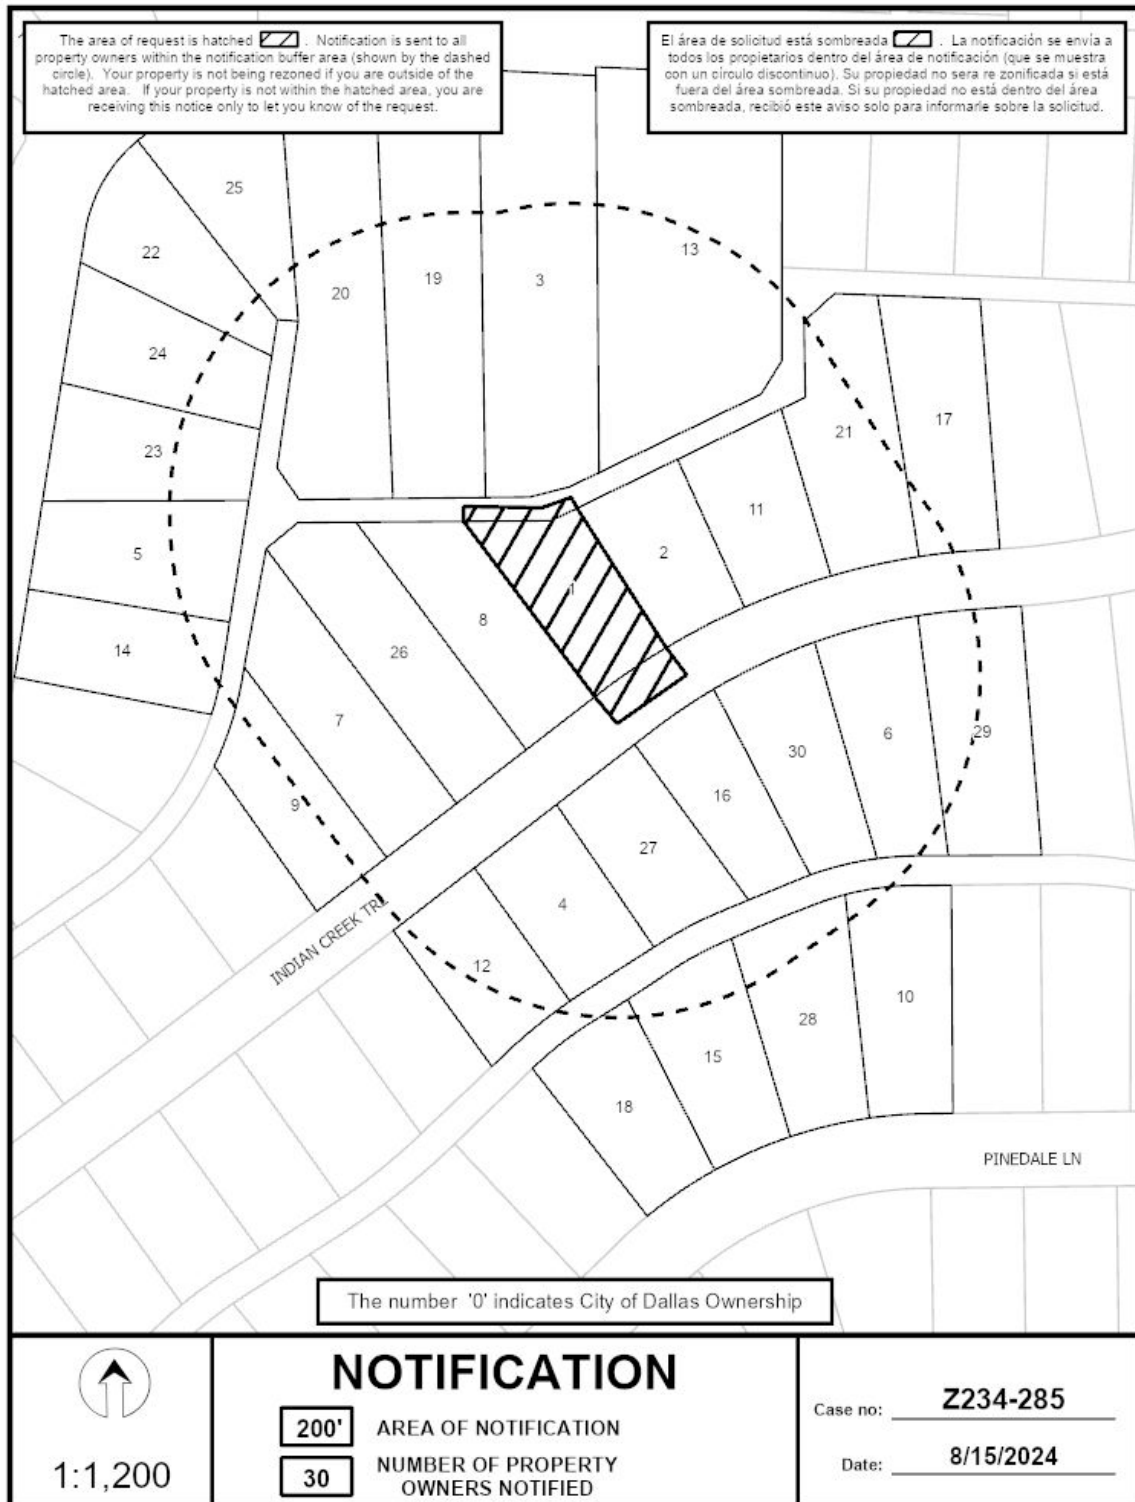 The area of request is hatched . Notification is sent to all
property owners within the notification buffer area (shown by the dashed
circle). Your property is not being rezoned if you are outside of the
hatched area. If your property is not within the hatched area, you are
receiving this notice only to let you know of the request.
El área de solicitud está sombreada . La notificación se envía a
todos los propietarios dentro del área de notificación (que se muestra
con un círculo discontinuo). Su propiedad no sera re zonificada si está
fuera del área sombreada. Si su propiedad no está dentro del área
sombreada, recibió este aviso solo para informarle sobre la solicitud.
25
22
13
20
19
3
24
23
21
17
11
5
2
1
8
14
26
7
6
29
30
9
16
27
4
INDIAN CREEK TRL
12
10
28
15
18
PINEDALE LN
The number '0' indicates City of Dallas Ownership
1:1,200
NOTIFICATION
200' AREA OF NOTIFICATION
30 NUMBER OF PROPERTY
OWNERS NOTIFIED
Case no: Z234-285
Date: 8/15/2024